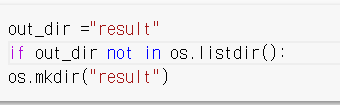 out_dir ="result"
if out_dir not in os.listdir():
os.mkdir("result")